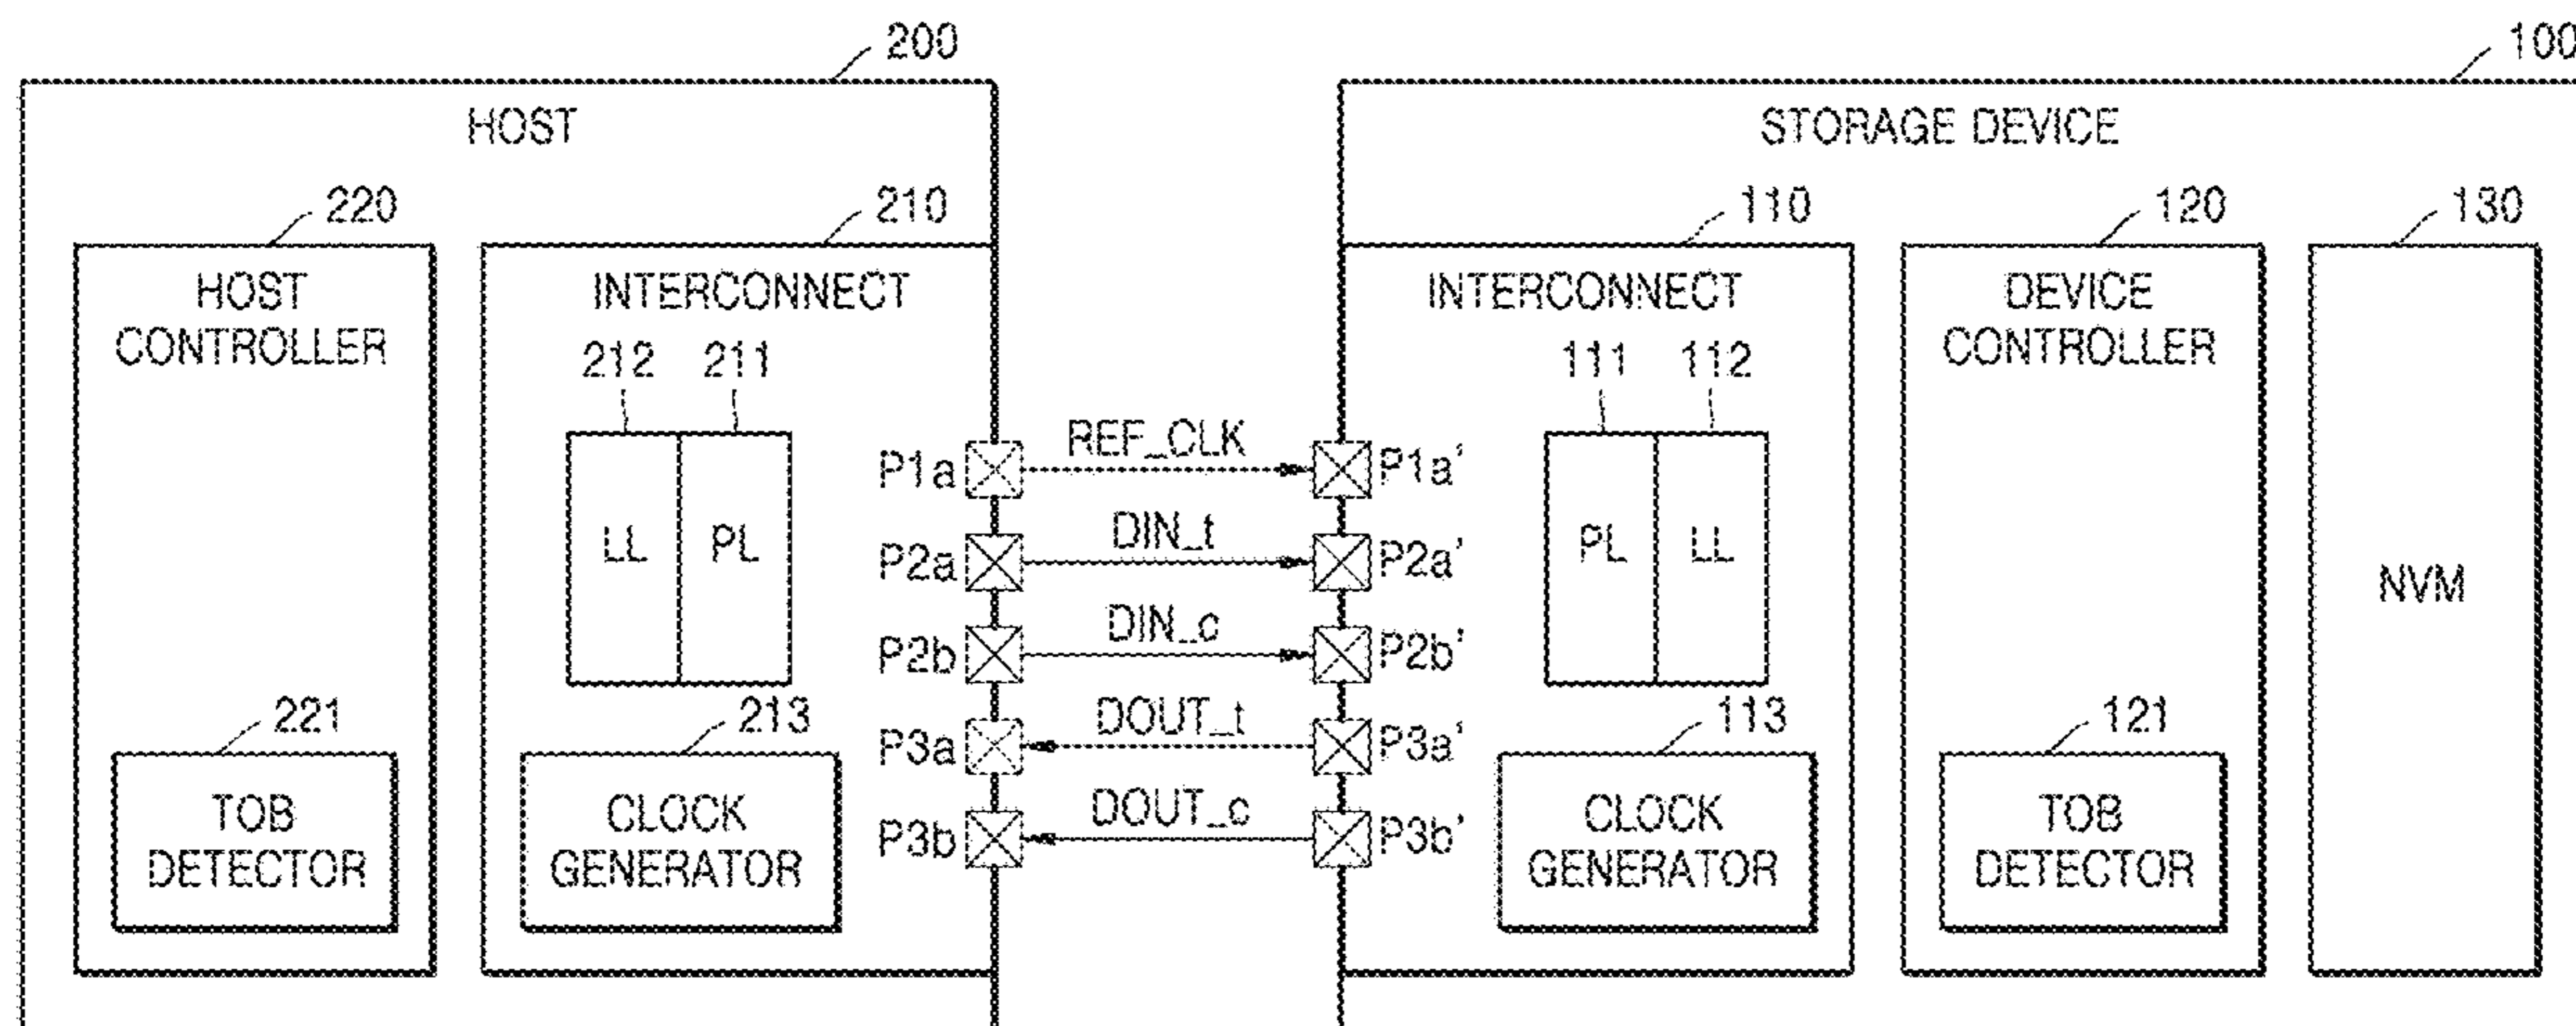 200
100
HOST
STORAGE DEVICE
220
210
110
120
130
HOST
CONTROLLER
INTERCONNECT
INTERCONNECT
DEVICE
CONTROLLER
212
211
111
112
P1a
REF_CLK
P1a'
LL
PL
P2a
DIN_t
P2a'
PL
LL
NVM
P2b
DIN_c
P2b'
221
213
P3a
DOUT_t
P3a'
113
121
TOB
DETECTOR
CLOCK
GENERATOR
P3b
DOUT_c
P3b'
CLOCK
GENERATOR
TOB
DETECTOR